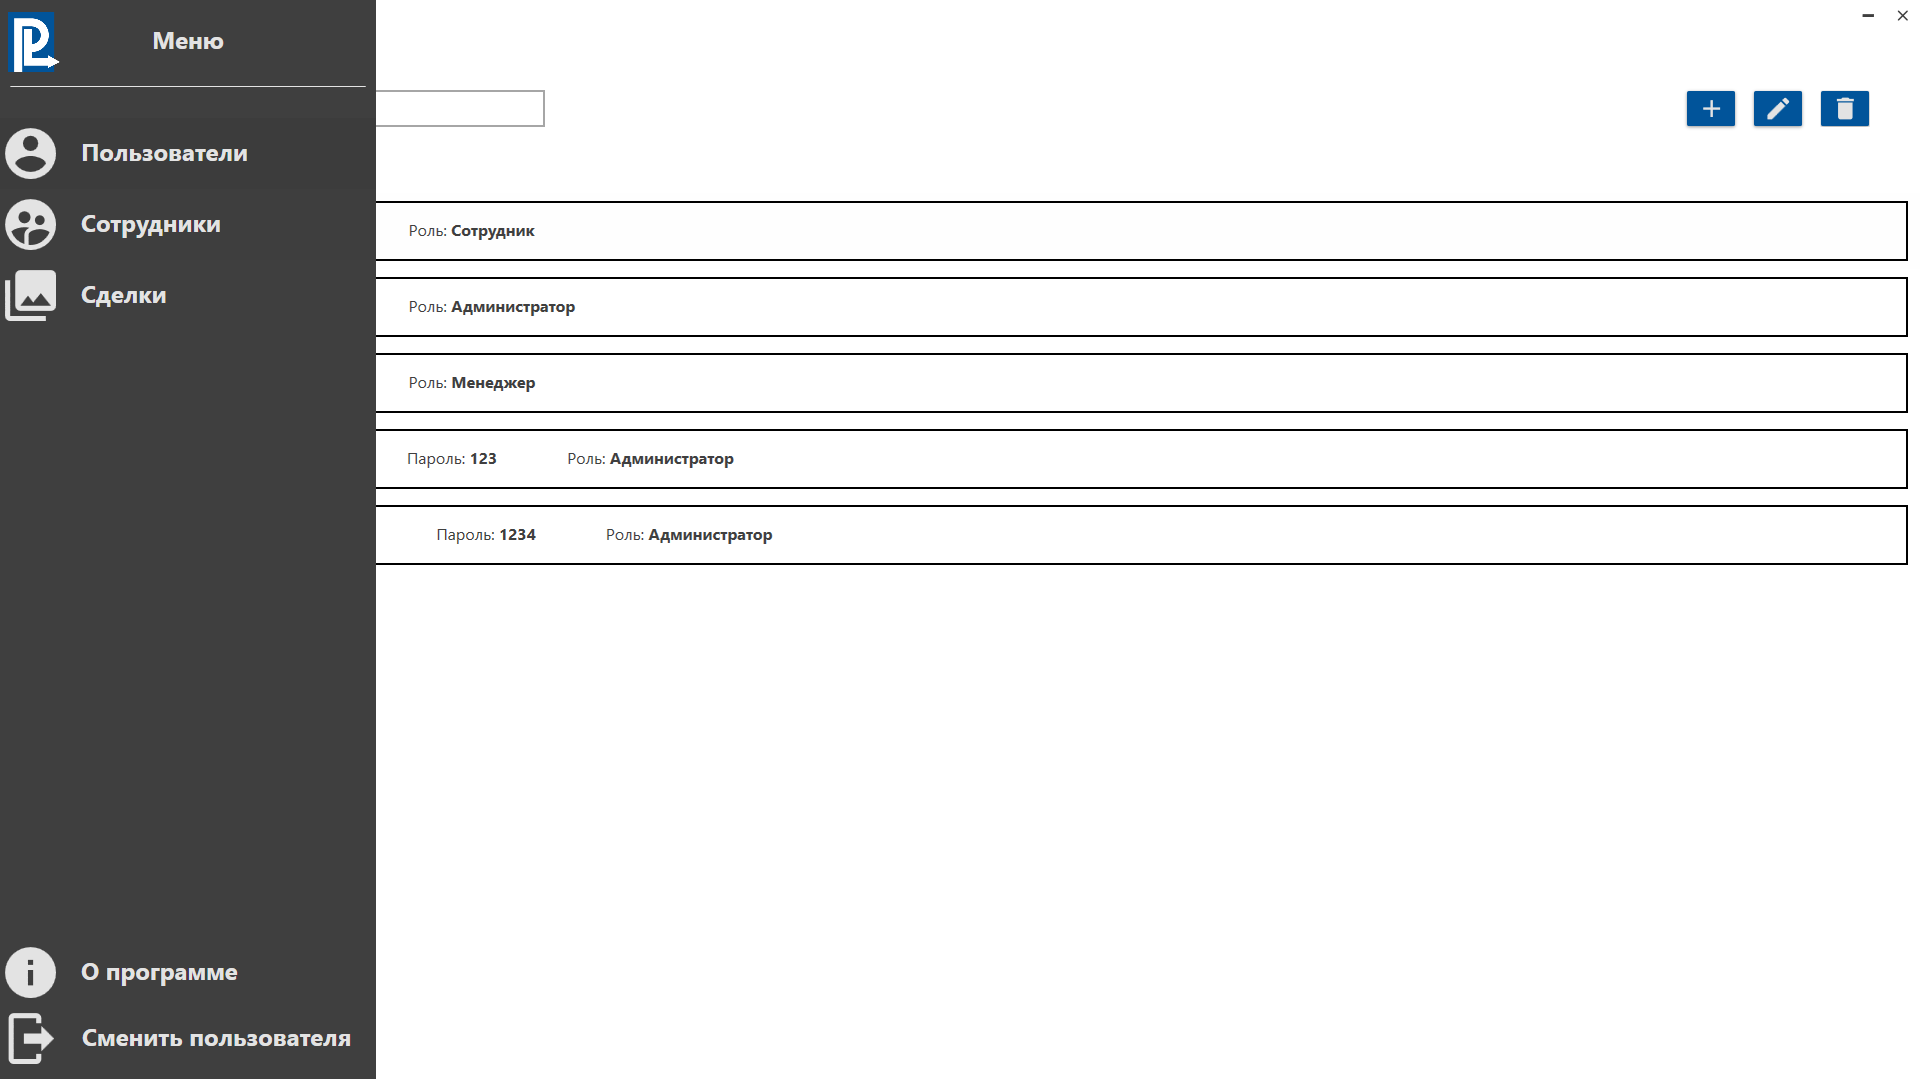 Меню
Пользователи
Сотрудники
Сделки
О программе
Сменить пользователя
Роль: Сотрудник
Роль: Администратор
Роль: Менеджер
Пароль: 123 Роль: Администратор
Пароль: 1234 Роль: Администратор